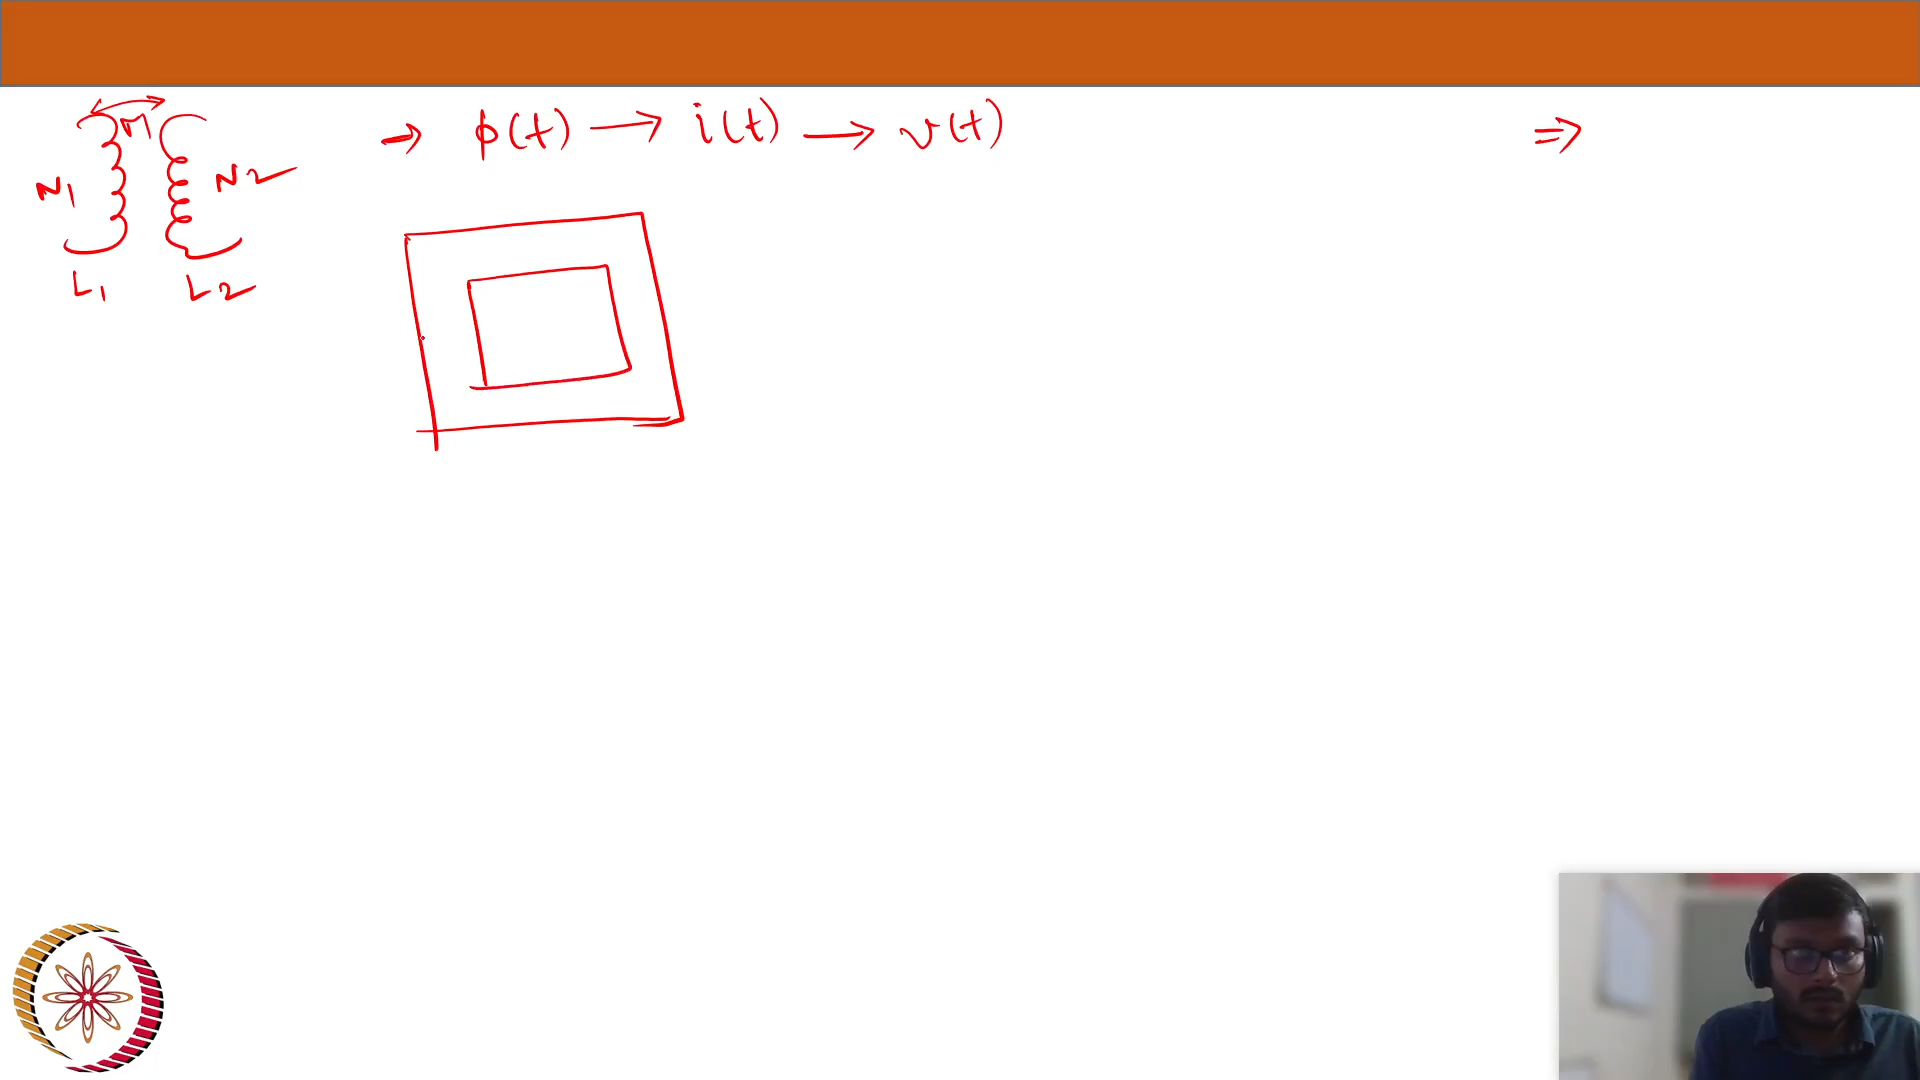 M
⇒ φ(t) → i(t) → v(t) ⇒
N1 N2
L1 L2